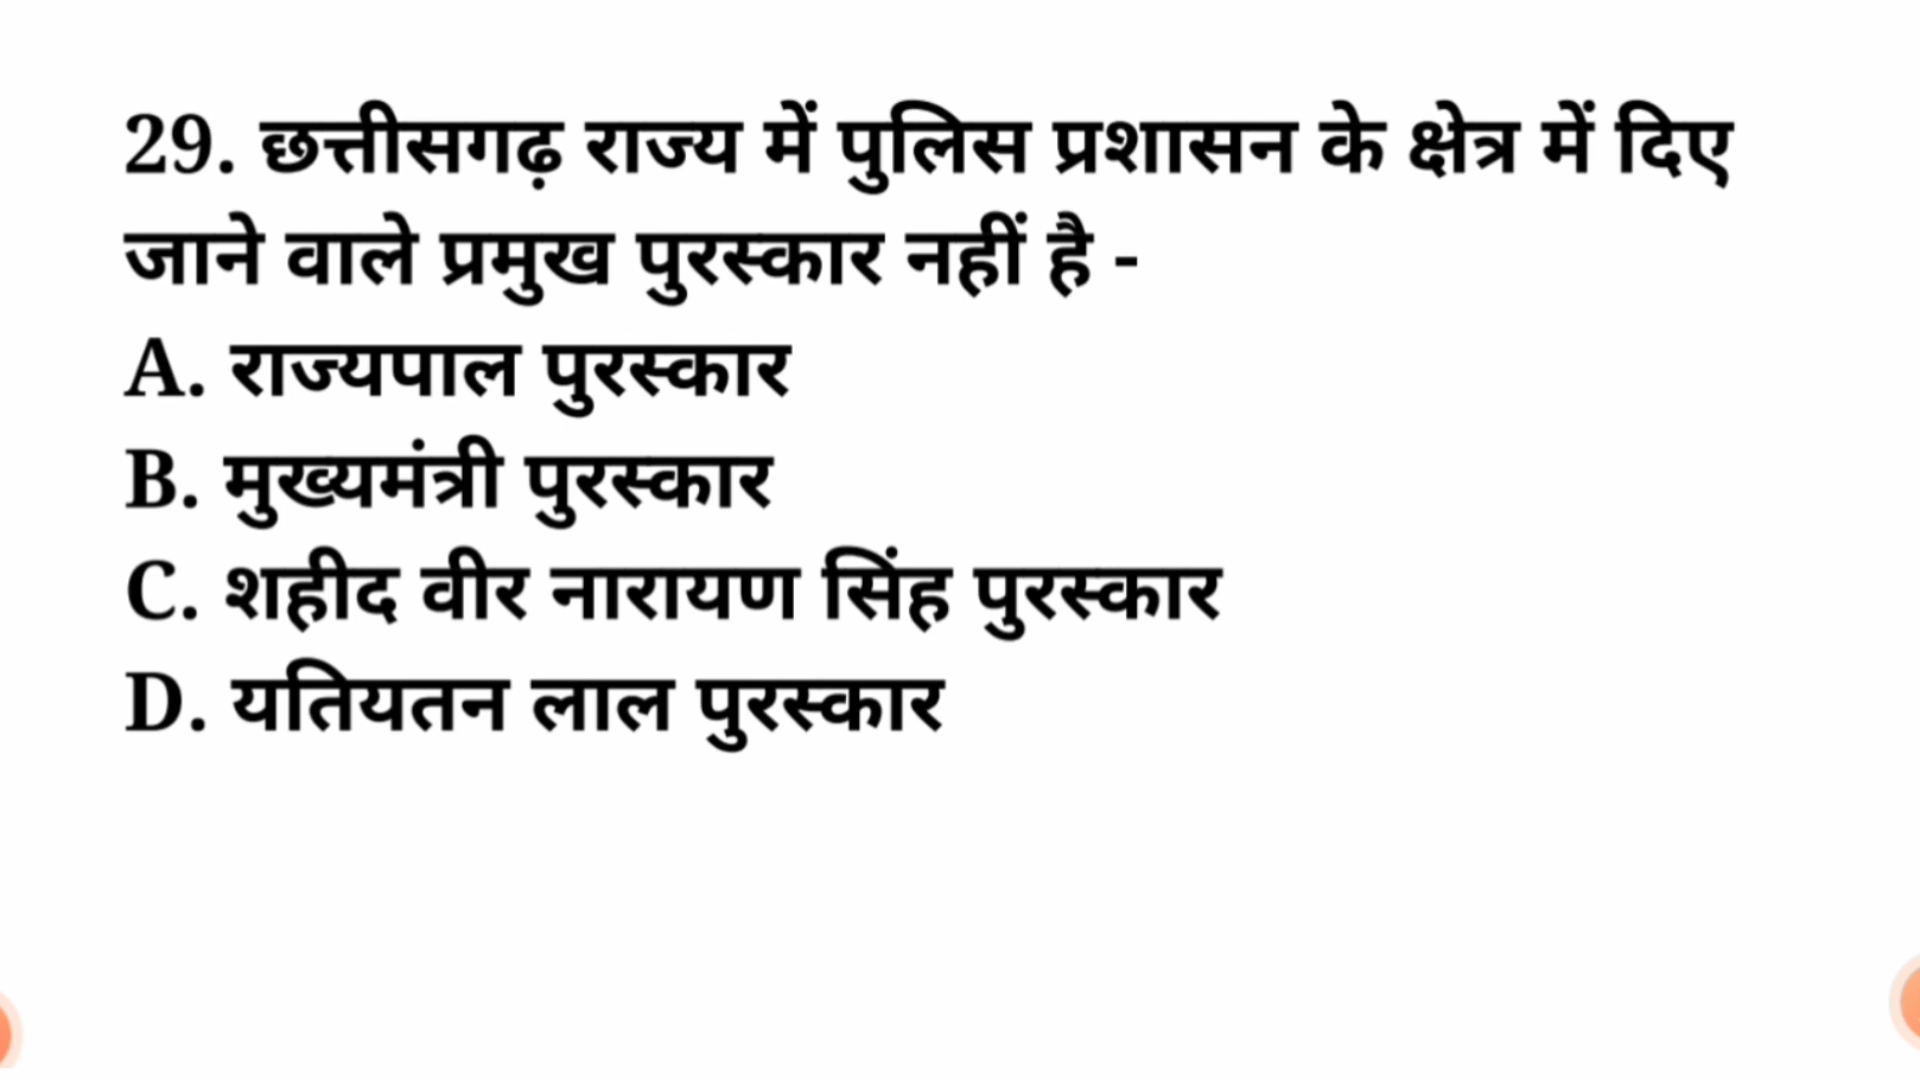 29. छत्तीसगढ़ राज्य में पुलिस प्रशासन के क्षेत्र में दिए
जाने वाले प्रमुख पुरस्कार नहीं है -
A. राज्यपाल पुरस्कार
B. मुख्यमंत्री पुरस्कार
C. शहीद वीर नारायण सिंह पुरस्कार
D. यतियतन लाल पुरस्कार